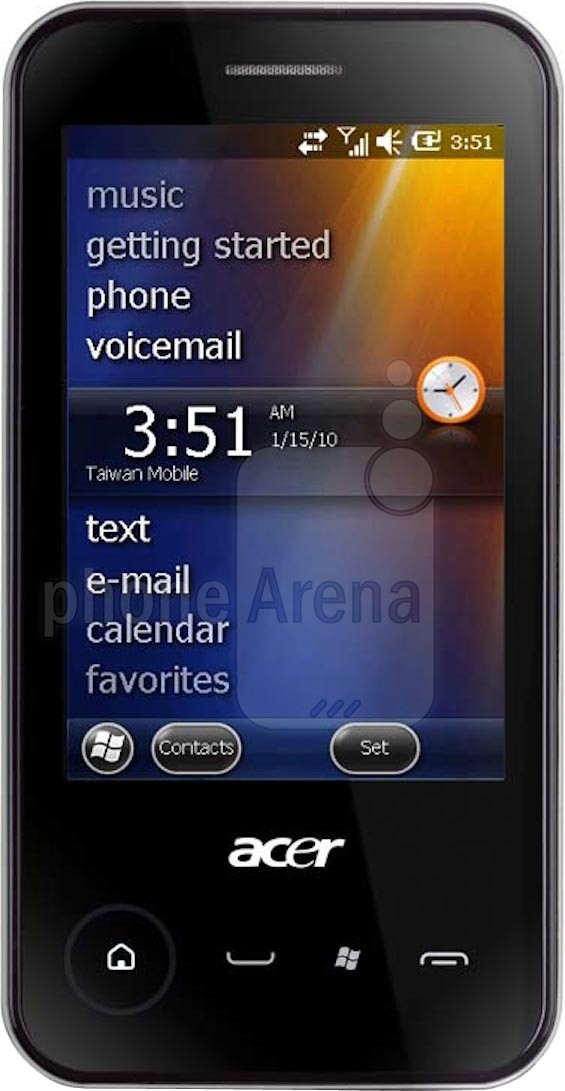 3:51
music
getting started
phone
voicemail
3:51 AM
1/15/10
Taiwan Mobile
text
e-mail
phone Arena
calendar
favorites
Contacts
Set
acer